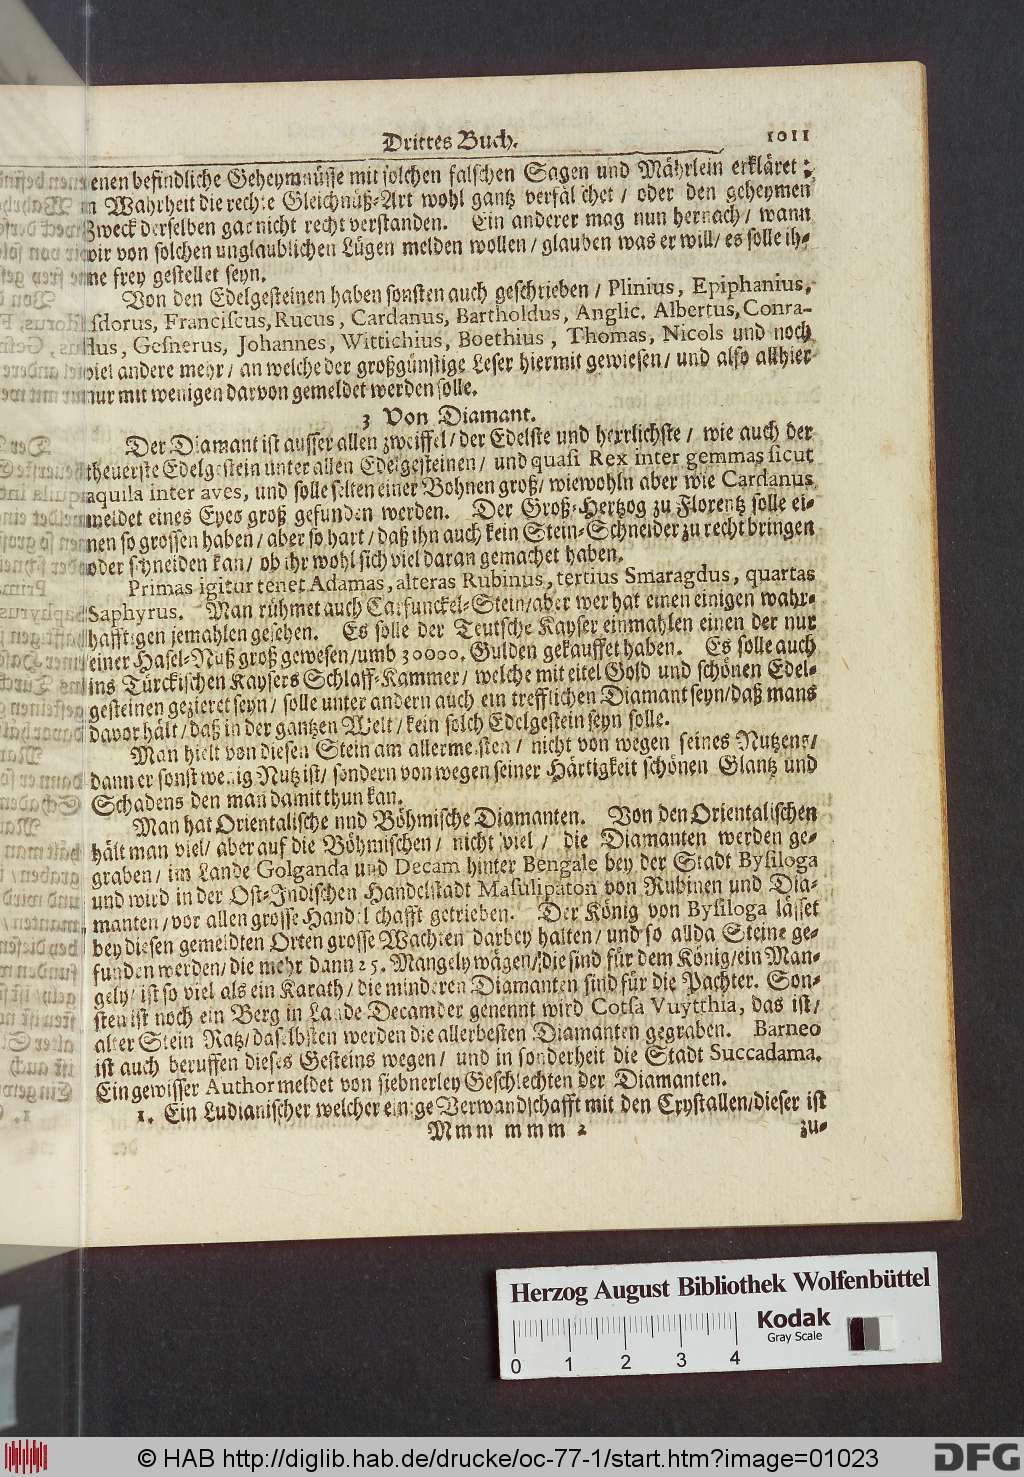 Drittes Buch. 1011
enen befindliche Geheymnüsse mit solchen falschen Sagen und Mährlein erkläret:
n Wahrheit die rechte Gleichnüß-Art wohl gantz verfälschet / oder den geheymen
Zweck derselben gar nicht recht verstanden. Ein anderer mag nun hernach / wann
wir von solchen unglaublichen Lügen melden wollen / glauben was er will / es solle ih-
me frey gestellet seyn.
Von den Edelgesteinen haben sonsten auch geschrieben / Plinius, Epiphanius,
Isdorus, Franciscus, Rucus, Cardanus, Bartholdus, Anglic. Albertus, Conra-
dus, Gesnerus, Johannes, Wittichius, Boethius, Thomas, Nicols und noch
viel andere mehr / an welche der großgünstige Leser hiermit gewiesen / und also allhier
nur mit wenigen darvon gemeldet werden solle.
3 Von Diamant.
Der Diamant ist ausser allen zweiffel / der Edelste und herrlichste / wie auch der
theuerste Edelgestein unter allen Edelgesteinen / und quasi Rex inter gemmas sicut
aquila inter aves, und solle selten einer Bohnen groß / wiewohln aber wie Cardanus
meldet eines Eyes groß gefunden werden. Der Groß-Hertzog zu Florentz solle ei-
nen so grossen haben / aber so hart / daß ihn auch kein Stein-Schneider zu recht bringen
oder schneiden kan / ob ihr wohl sich viel daran gemachet haben.
Primas igitur tenet Adamas, alteras Rubinus, tertius Smaragdus, quartas
Saphyrus. Man rühmet auch Carfunckel-Stein / aber wer hat einen einigen wahr-
hafftigen jemahlen gesehen. Es solle der Teutsche Kayser einmahlen einen der nur
einer Hasel-Nuß groß gewesen / umb 30000. Gulden gekauffet haben. Es solle auch
ins Türckischen Kaysers Schlaff-Kammer / welche mit eitel Gold und schönen Edel-
gesteinen gezieret seyn / solle unter andern auch ein trefflichen Diamant seyn / daß mans
davor hält / daß in der gantzen Welt / kein solch Edelgestein seyn solle.
Man hielt von diesen Stein am allermeisten / nicht von wegen seines Nutzens /
dann er sonst wenig Nutz ist / sondern von wegen seiner Härtigkeit schönen Glantz und
Schadens den man damit thun kan.
Man hat Orientalische und Böhmische Diamanten. Von den Orientalischen
hält man viel / aber auf die Böhmischen / nicht viel / die Diamanten werden ge-
graben / im Lande Golganda und Decam hinter Bengale bey der Stadt Bysiloga
und wird in der Ost-Indischen Handelstadt Masulipaton von Rubinen und Dia-
manten / vor allen grosse Handelschafft getrieben. Der König von Bysiloga lässet
bey diesen gemeldten Orten grosse Wachten darbey halten / und so allda Steine ge-
funden werden / die mehr dann 25. Mangely wägen / die sind für dem König / ein Man-
gely / ist so viel als ein Karath / die minderen Diamanten sind für die Pachter. Son-
sten ist noch ein Berg in Lande Decam der genennt wird Cotsa Vuytthia, das ist /
alter Stein Ratz / daselbsten werden die allerbesten Diamanten gegraben. Barneo
ist auch beruffen dieses Gesteins wegen / und in sonderheit die Stadt Succadama.
Ein gewisser Author meldet von siebnerley Geschlechten der Diamanten.
1. Ein Ludianischer welcher einige Verwandschafft mit den Crystallen / dieser ist
Mmm mmm 2 zu-
Herzog August Bibliothek Wolfenbüttel
Kodak
Gray Scale
0 1 2 3 4
© HAB http://diglib.hab.de/drucke/oc-77-1/start.htm?image=01023
DFG